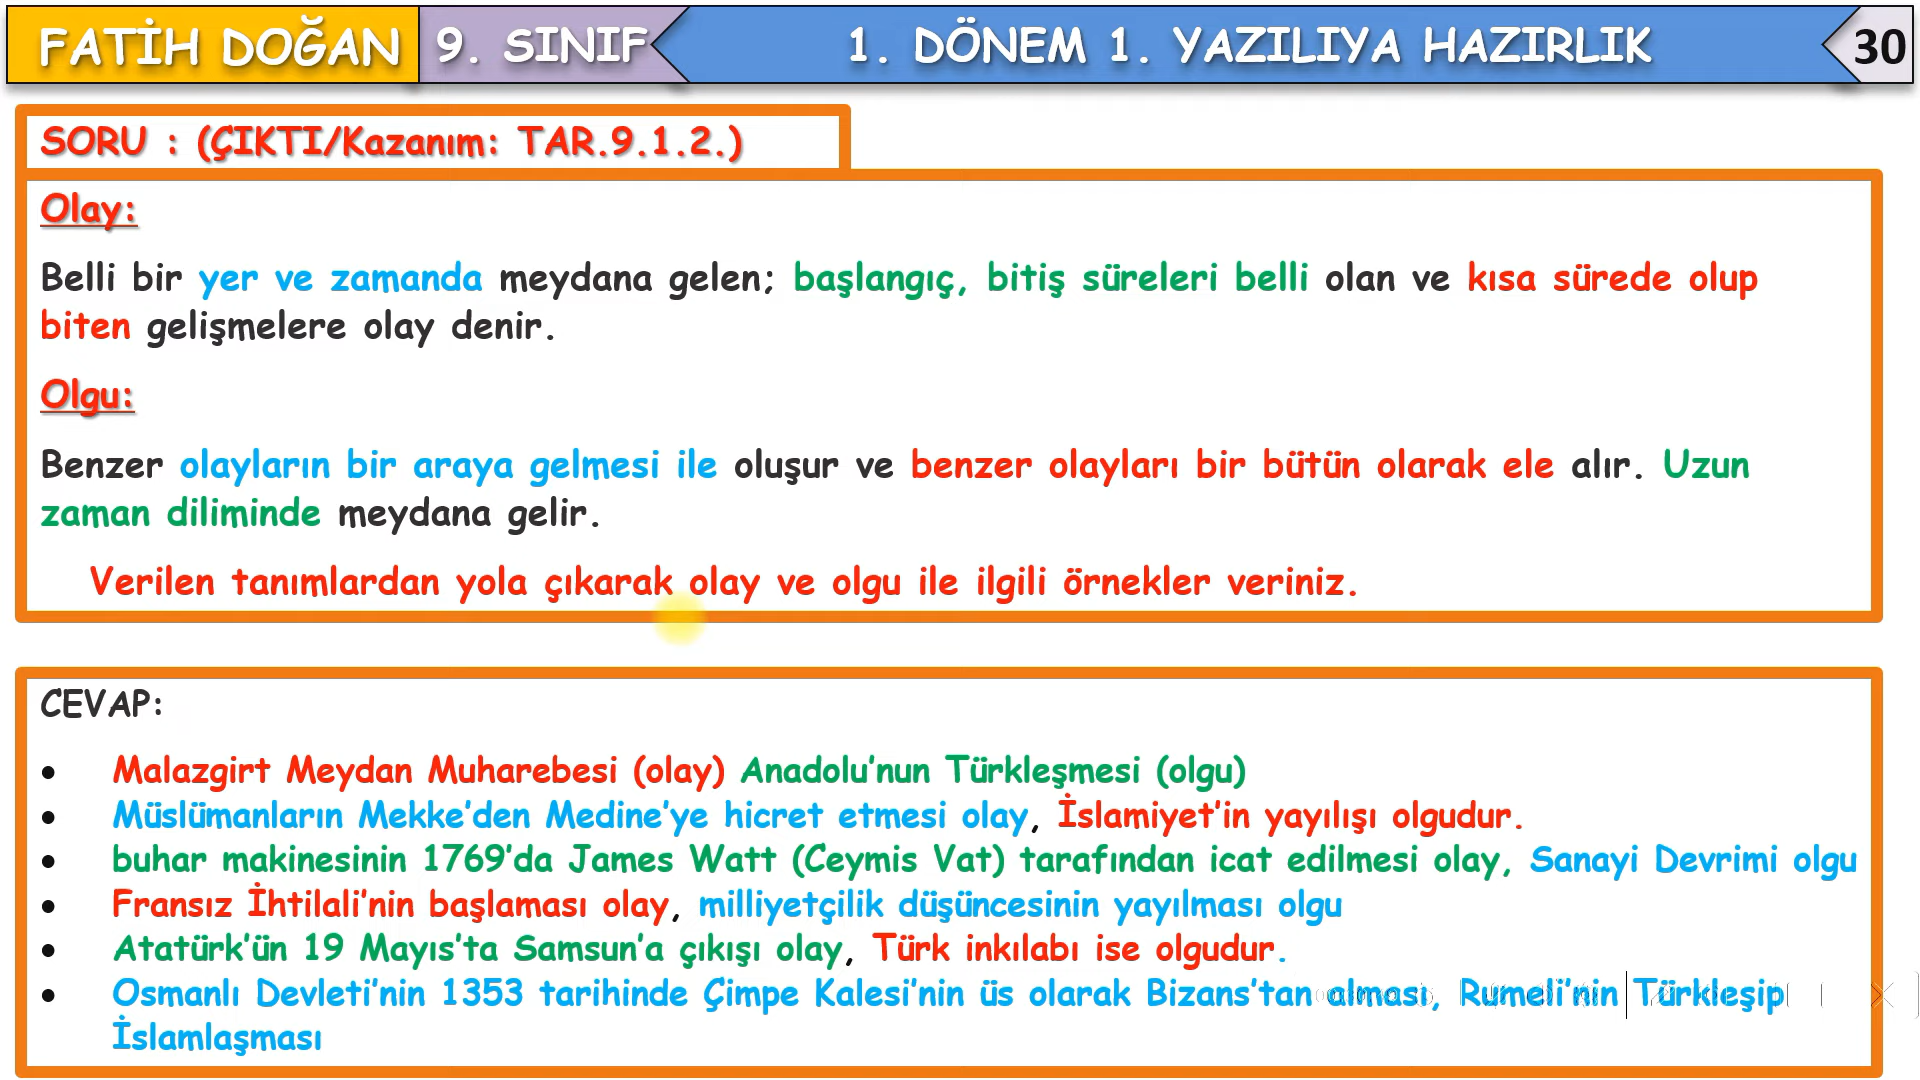 FATİH DOĞAN 9. SINIF 1. DÖNEM 1. YAZILIYA HAZIRLIK 30
SORU : (ÇIKTI/Kazanım: TAR.9.1.2.)
Olay:
Belli bir yer ve zamanda meydana gelen; başlangıç, bitiş süreleri belli olan ve kısa sürede olup
biten gelişmelere olay denir.
Olgu:
Benzer olayların bir araya gelmesi ile oluşur ve benzer olayları bir bütün olarak ele alır. Uzun
zaman diliminde meydana gelir.
Verilen tanımlardan yola çıkarak olay ve olgu ile ilgili örnekler veriniz.
CEVAP:
• Malazgirt Meydan Muharebesi (olay) Anadolu’nun Türkleşmesi (olgu)
• Müslümanların Mekke’den Medine’ye hicret etmesi olay, İslamiyet’in yayılışı olgudur.
• buhar makinesinin 1769’da James Watt (Ceymis Vat) tarafından icat edilmesi olay, Sanayi Devrimi olgu
• Fransız İhtilali’nin başlaması olay, milliyetçilik düşüncesinin yayılması olgu
• Atatürk’ün 19 Mayıs’ta Samsun’a çıkışı olay, Türk inkılabı ise olgudur.
• Osmanlı Devleti’nin 1353 tarihinde Çimpe Kalesi’nin üs olarak Bizans’tan alması, Rumeli’nin Türkleşip
İslamlaşması